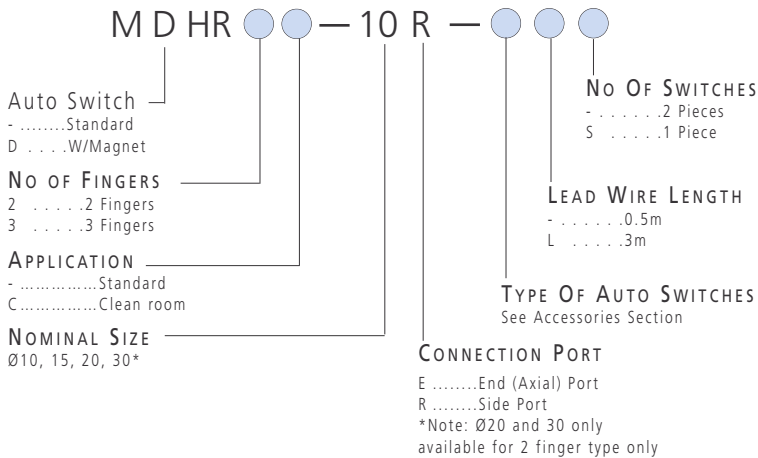 M D HR — 10 R —
Auto Switch
- ........Standard
D . . . .W/Magnet
NO OF FINGERS
2 . . . . .2 Fingers
3 . . . . .3 Fingers
APPLICATION
- ...............Standard
C...............Clean room
NOMINAL SIZE
Ø10, 15, 20, 30*
NO OF SWITCHES
- . . . . . .2 Pieces
S . . . . .1 Piece
LEAD WIRE LENGTH
- . . . . . .0.5m
L . . . . .3m
TYPE OF AUTO SWITCHES
See Accessories Section
CONNECTION PORT
E ........End (Axial) Port
R ........Side Port
*Note: Ø20 and 30 only
available for 2 finger type only